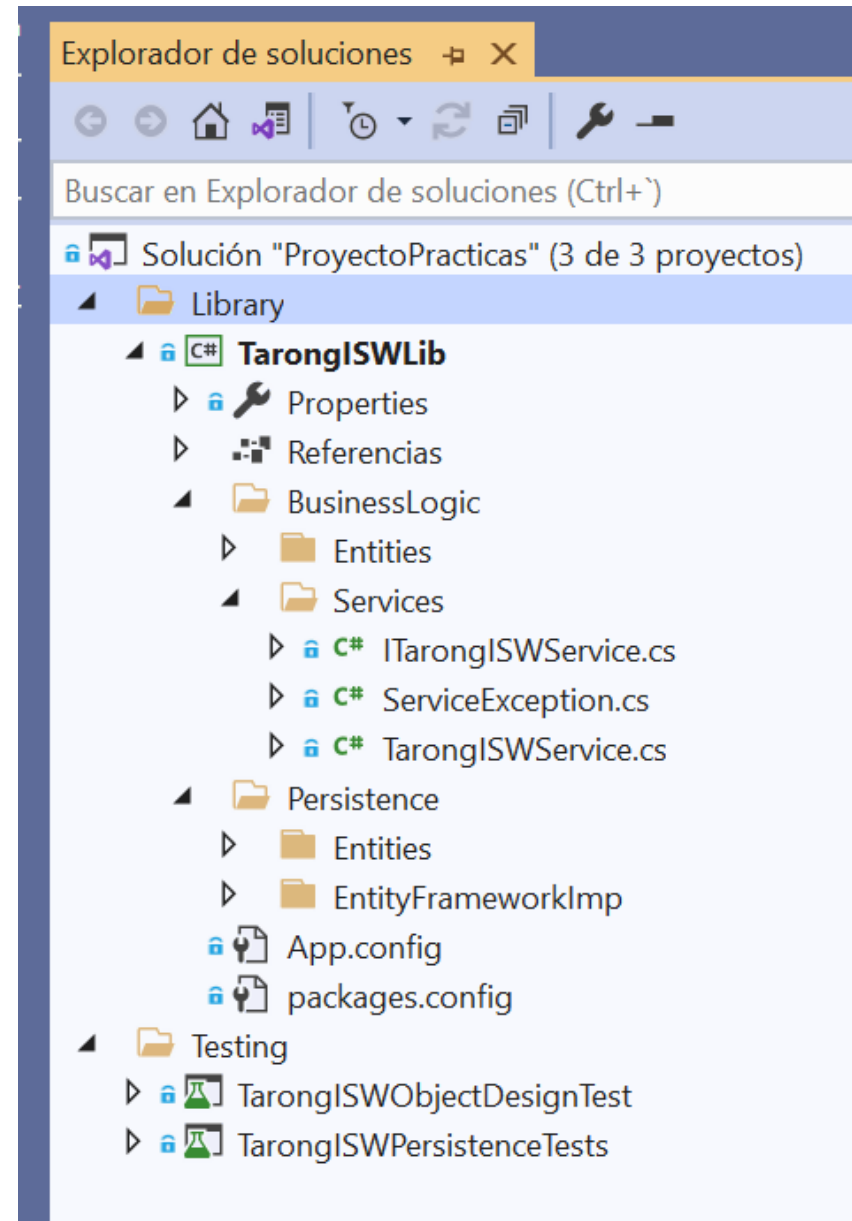 Explorador de soluciones
Buscar en Explorador de soluciones (Ctrl+`)
Solución "ProyectoPracticas" (3 de 3 proyectos)
Library
C# TarongISWLib
Properties
Referencias
BusinessLogic
Entities
Services
C# ITarongISWService.cs
C# ServiceException.cs
C# TarongISWService.cs
Persistence
Entities
EntityFrameworkImp
App.config
packages.config
Testing
TarongISWObjectDesignTest
TarongISWPersistenceTests